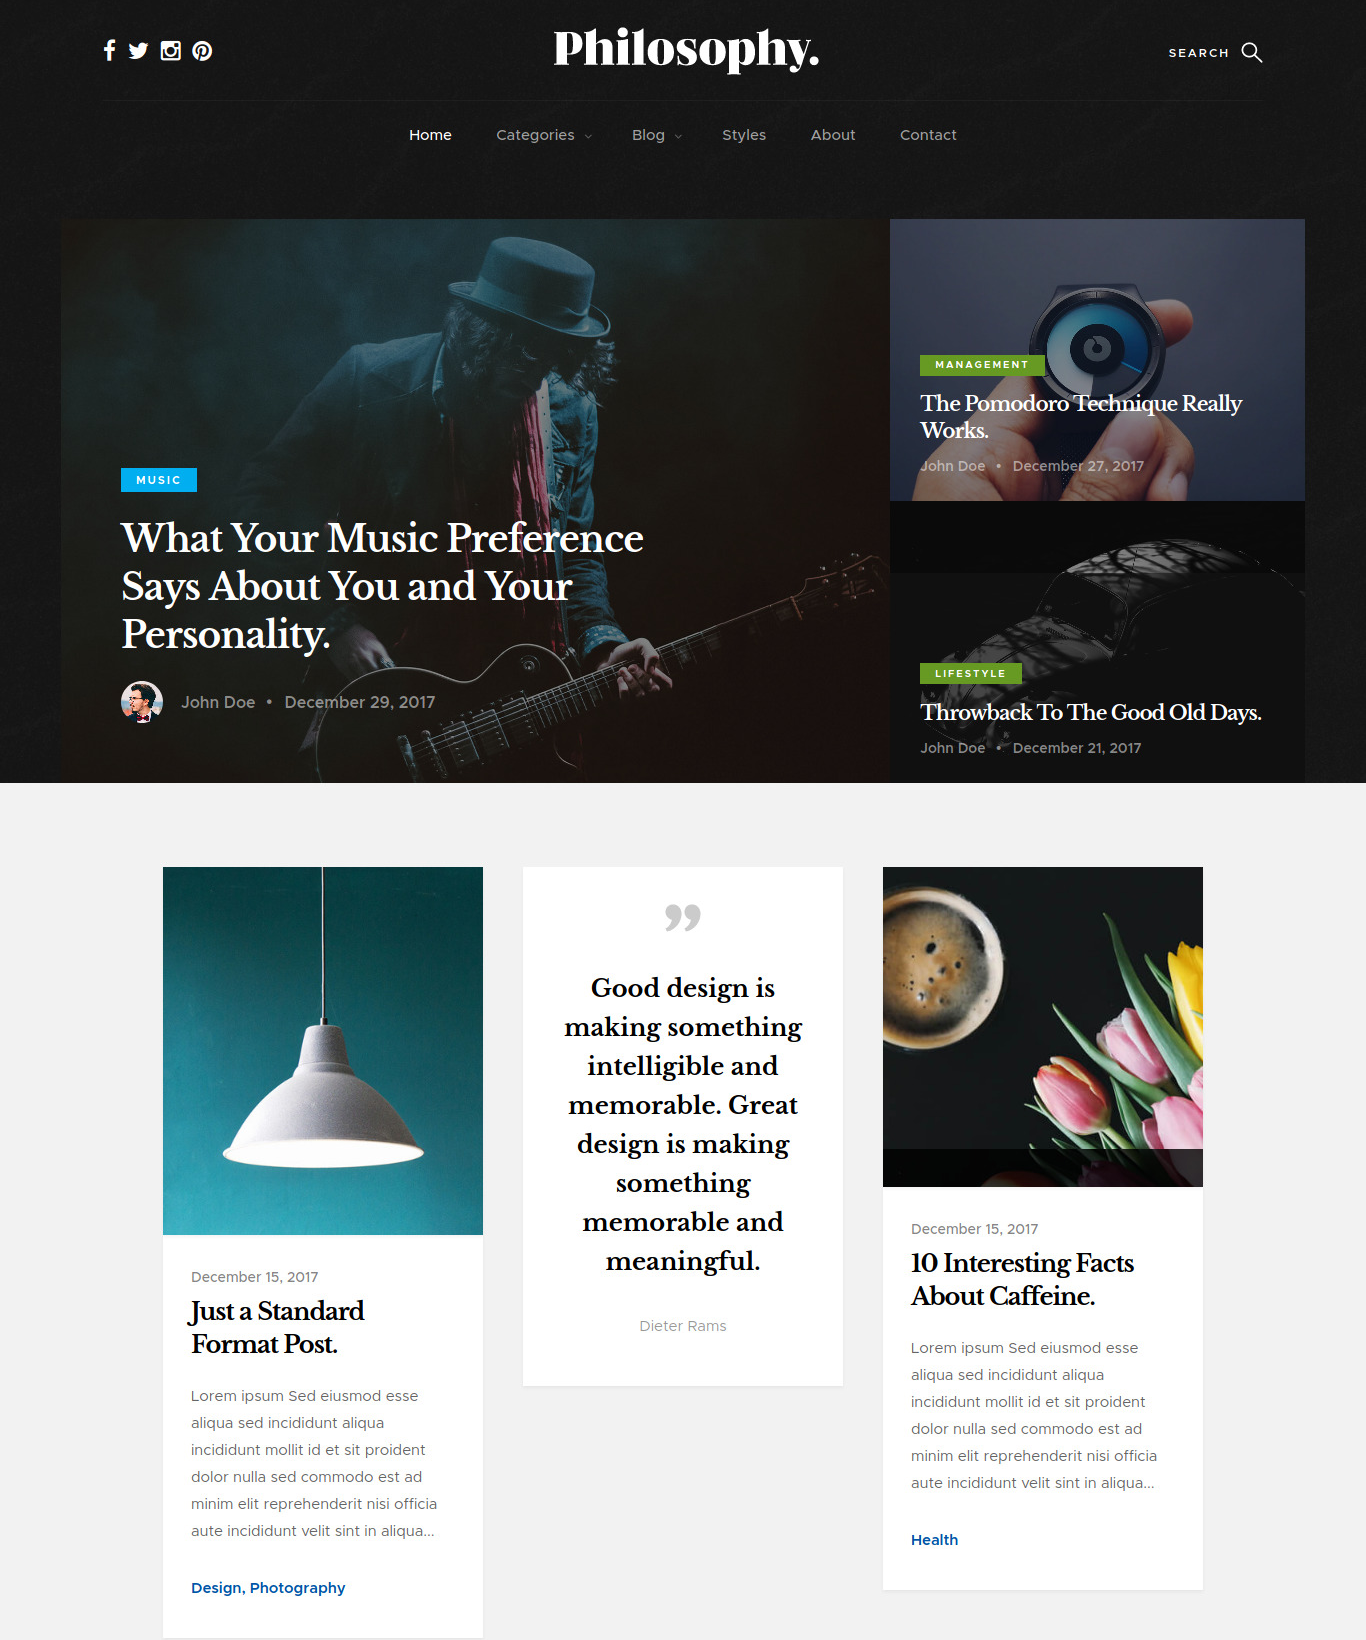 Philosophy.
SEARCH
Home Categories Blog Styles About Contact
MUSIC
What Your Music Preference
Says About You and Your
Personality.
John Doe • December 29, 2017
MANAGEMENT
The Pomodoro Technique Really
Works.
John Doe • December 27, 2017
LIFESTYLE
Throwback To The Good Old Days.
John Doe • December 21, 2017
December 15, 2017
Just a Standard
Format Post.
Lorem ipsum Sed eiusmod esse
aliqua sed incididunt aliqua
incididunt mollit id et sit proident
dolor nulla sed commodo est ad
minim elit reprehenderit nisi officia
aute incididunt velit sint in aliqua...
Design, Photography
”
Good design is
making something
intelligible and
memorable. Great
design is making
something
memorable and
meaningful.
Dieter Rams
December 15, 2017
10 Interesting Facts
About Caffeine.
Lorem ipsum Sed eiusmod esse
aliqua sed incididunt aliqua
incididunt mollit id et sit proident
dolor nulla sed commodo est ad
minim elit reprehenderit nisi officia
aute incididunt velit sint in aliqua...
Health